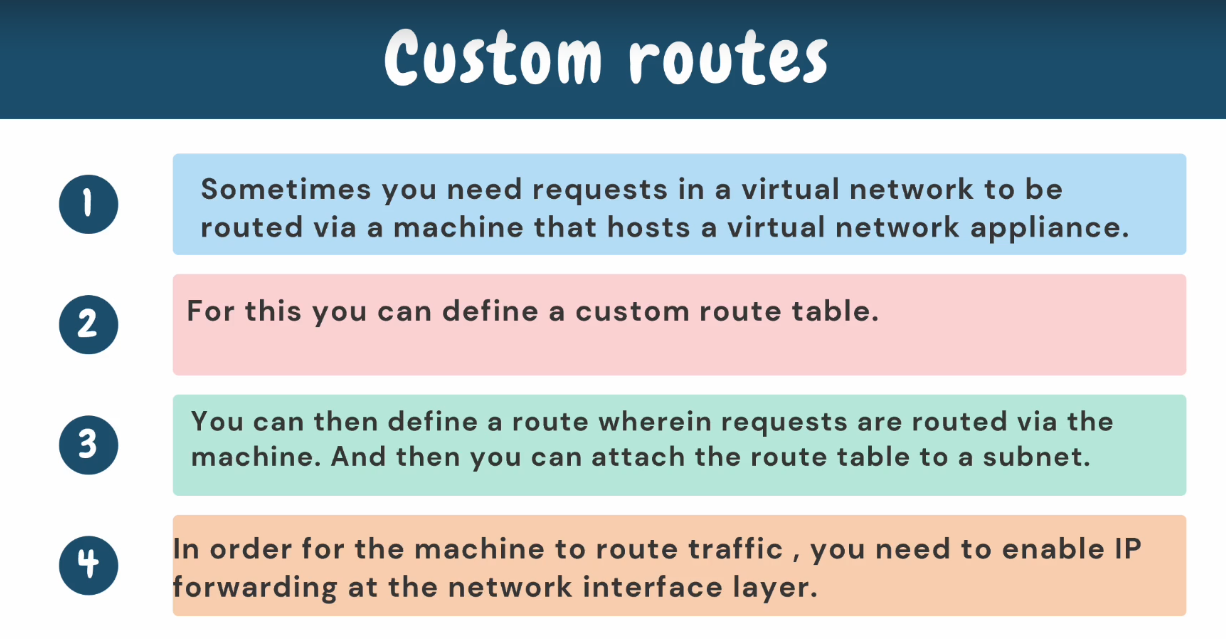 Custom routes
1
Sometimes you need requests in a virtual network to be
routed via a machine that hosts a virtual network appliance.
2
For this you can define a custom route table.
3
You can then define a route wherein requests are routed via the
machine. And then you can attach the route table to a subnet.
4
In order for the machine to route traffic , you need to enable IP
forwarding at the network interface layer.